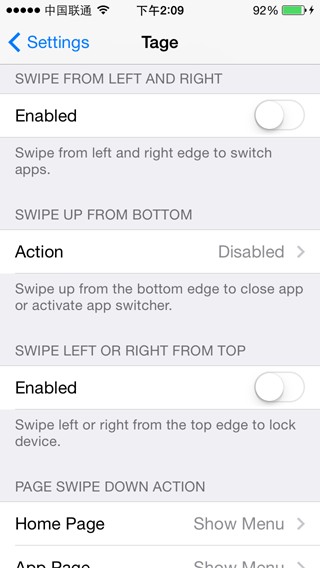 中国联通 下午2:09 92%
Settings Tage
SWIPE FROM LEFT AND RIGHT
Enabled
Swipe from left and right edge to switch
apps.
SWIPE UP FROM BOTTOM
Action Disabled
Swipe up from the bottom edge to close app
or activate app switcher.
SWIPE LEFT OR RIGHT FROM TOP
Enabled
Swipe left or right from the top edge to lock
device.
PAGE SWIPE DOWN ACTION
Home Page Show Menu
App Page Show Menu